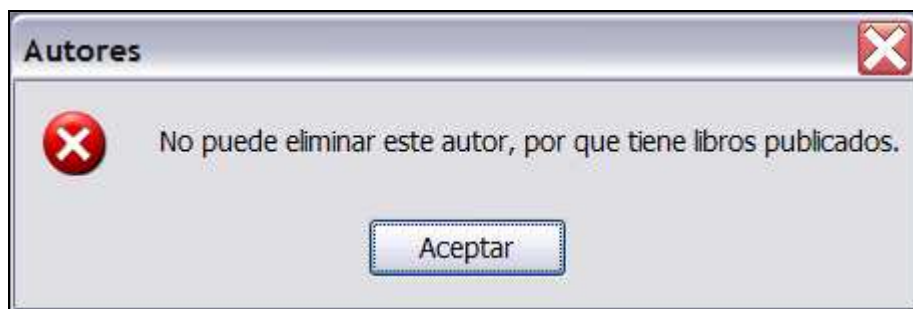 Autores
No puede eliminar este autor, por que tiene libros publicados.
Aceptar